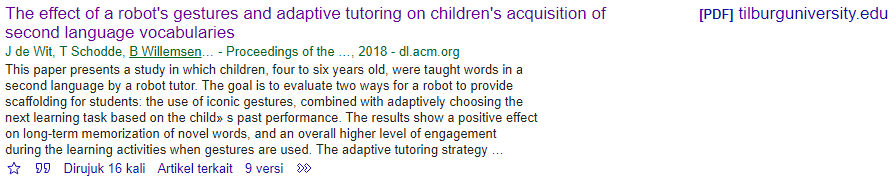 The effect of a robot's gestures and adaptive tutoring on children's acquisition of
second language vocabularies
[PDF] tilburguniversity.edu
J de Wit, T Schodde, B Willemsen… - Proceedings of the …, 2018 - dl.acm.org
This paper presents a study in which children, four to six years old, were taught words in a
second language by a robot tutor. The goal is to evaluate two ways for a robot to provide
scaffolding for students: the use of iconic gestures, combined with adaptively choosing the
next learning task based on the child» s past performance. The results show a positive effect
on long-term memorization of novel words, and an overall higher level of engagement
during the learning activities when gestures are used. The adaptive tutoring strategy …
Dirujuk 16 kali Artikel terkait 9 versi